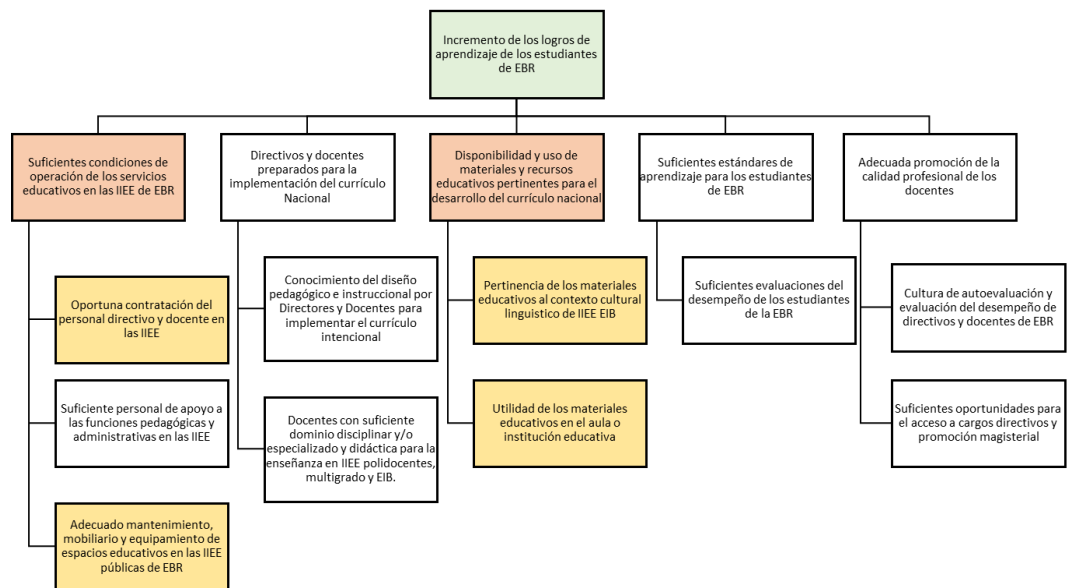 Incremento de los logros de
aprendizaje de los estudiantes
de EBR
Suficientes condiciones de
operación de los servicios
educativos en las IIEE de EBR
Directivos y docentes
preparados para la
implementación del currículo
Nacional
Disponibilidad y uso de
materiales y recursos
educativos pertinentes para el
desarrollo del currículo nacional
Suficientes estándares de
aprendizaje para los estudiantes
de EBR
Adecuada promoción de la
calidad profesional de los
docentes
Oportuna contratación del
personal directivo y docente en
las IIEE
Suficiente personal de apoyo a
las funciones pedagógicas y
administrativas en las IIEE
Adecuado mantenimiento,
mobiliario y equipamiento de
espacios educativos en las IIEE
públicas de EBR
Conocimiento del diseño
pedagógico e instruccional por
Directores y Docentes para
implementar el currículo
intencional
Docentes con suficiente
dominio disciplinar y/o
especializado y didáctica para la
enseñanza en IIEE polidocentes,
multigrado y EIB.
Pertinencia de los materiales
educativos al contexto cultural
linguistico de IIEE EIB
Utilidad de los materiales
educativos en el aula o
institución educativa
Suficientes evaluaciones del
desempeño de los estudiantes
de la EBR
Cultura de autoevaluación y
evaluación del desempeño de
directivos y docentes de EBR
Suficientes oportunidades para
el acceso a cargos directivos y
promoción magisterial